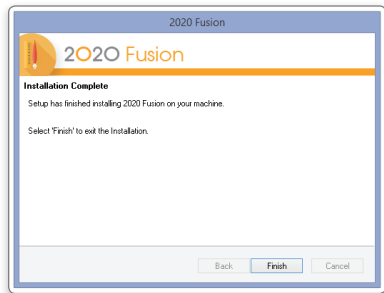 2020 Fusion
2020 Fusion
Installation Complete
Setup has finished installing 2020 Fusion on your machine.
Select 'Finish' to exit the Installation.
Back
Finish
Cancel